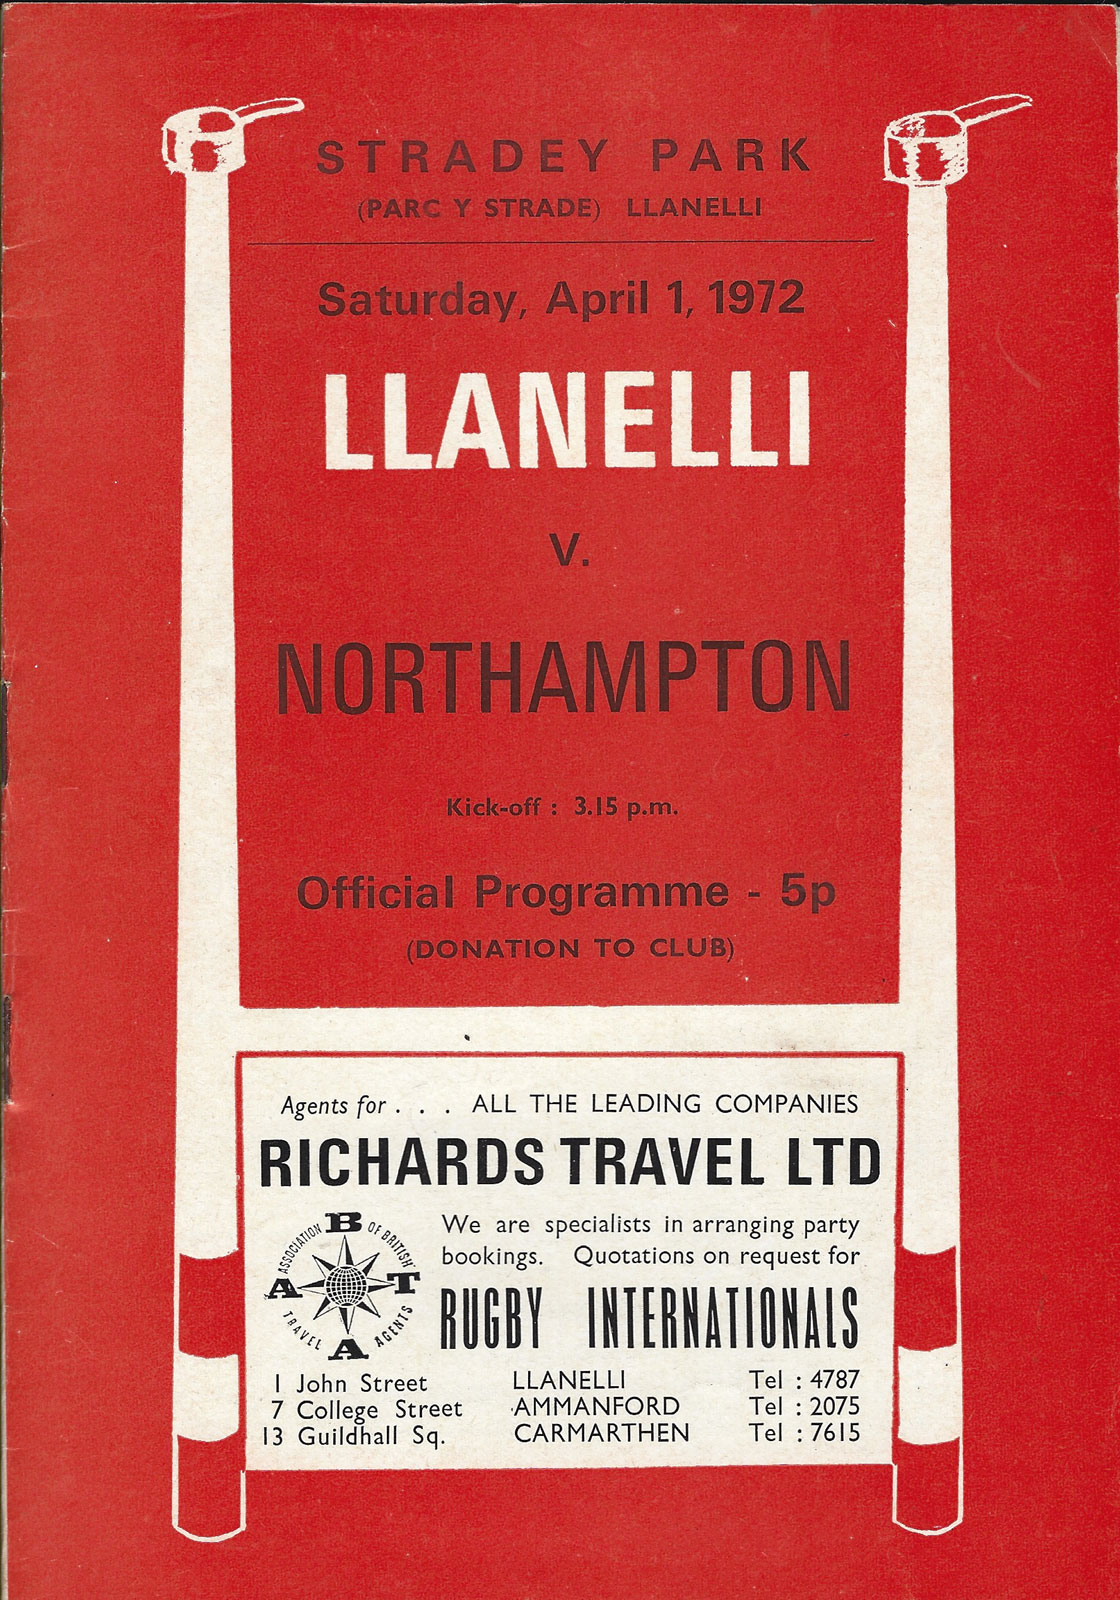 STRADEY PARK
(PARC Y STRADE) LLANELLI
Saturday, April 1, 1972
LLANELLI
V.
NORTHAMPTON
Kick-off : 3.15 p.m.
Official Programme - 5p
(DONATION TO CLUB)
Agents for . . . ALL THE LEADING COMPANIES
RICHARDS TRAVEL LTD
ASSOCIATION OF BRITISH TRAVEL AGENTS
A B T A
We are specialists in arranging party
bookings. Quotations on request for
RUGBY INTERNATIONALS
1 John Street LLANELLI Tel : 4787
7 College Street AMMANFORD Tel : 2075
13 Guildhall Sq. CARMARTHEN Tel : 7615